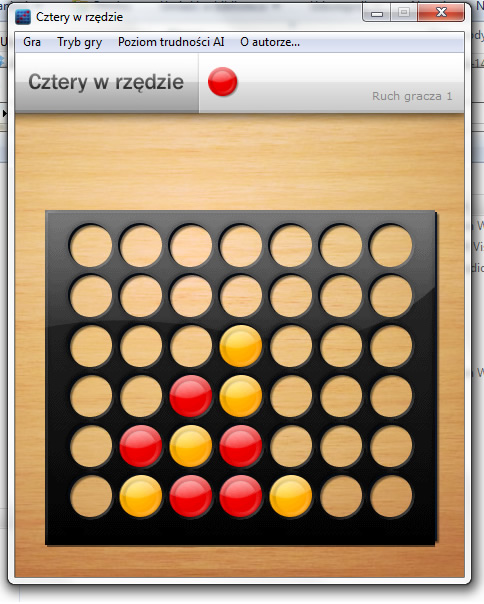 Cztery w rzędzie
Gra Tryb gry Poziom trudności AI O autorze...
Cztery w rzędzie
Ruch gracza 1